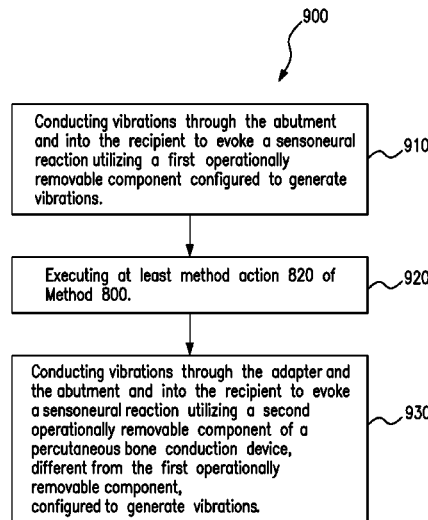 900
Conducting vibrations through the abutment
and into the recipient to evoke a sensoneural
reaction utilizing a first operationally
removable component configured to generate
vibrations.
910
Executing at least method action 820 of
Method 800.
920
Conducting vibrations through the adapter and
the abutment and into the recipient to evoke
a sensoneural reaction utilizing a second
operationally removable component of a
percutaneous bone conduction device,
different from the first operationally
removable component,
configured to generate vibrations.
930